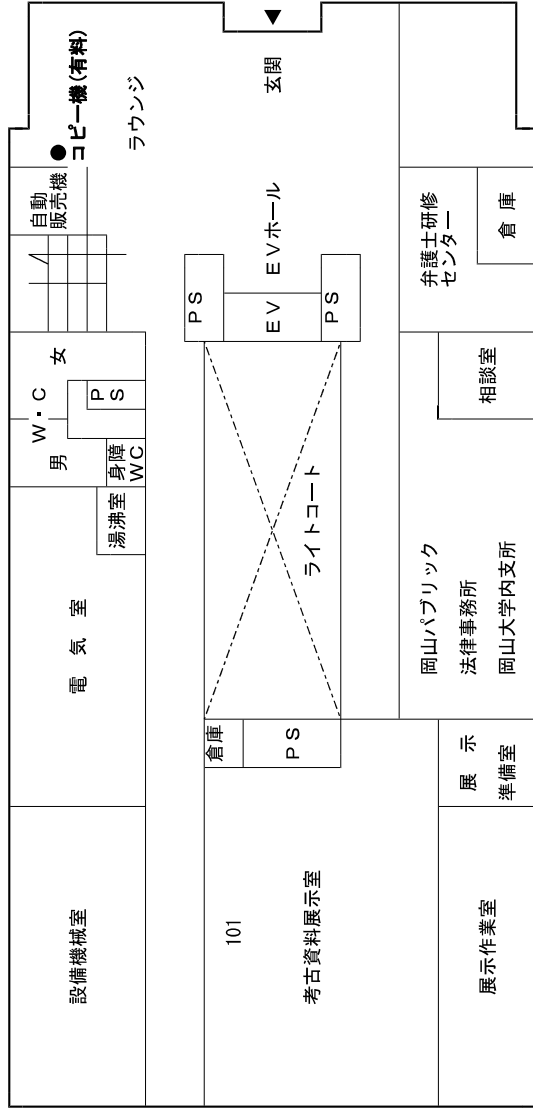 設備機械室
電気室
湯沸室
W・C
男
女
身障
WC
PS
自動
販売機
コピー機(有料)
ラウンジ
倉庫
PS
ライトコート
PS
EV
PS
EVホール
玄関
101
考古資料展示室
展示作業室
展示
準備室
岡山パブリック
法律事務所
岡山大学内支所
相談室
弁護士研修
センター
倉庫